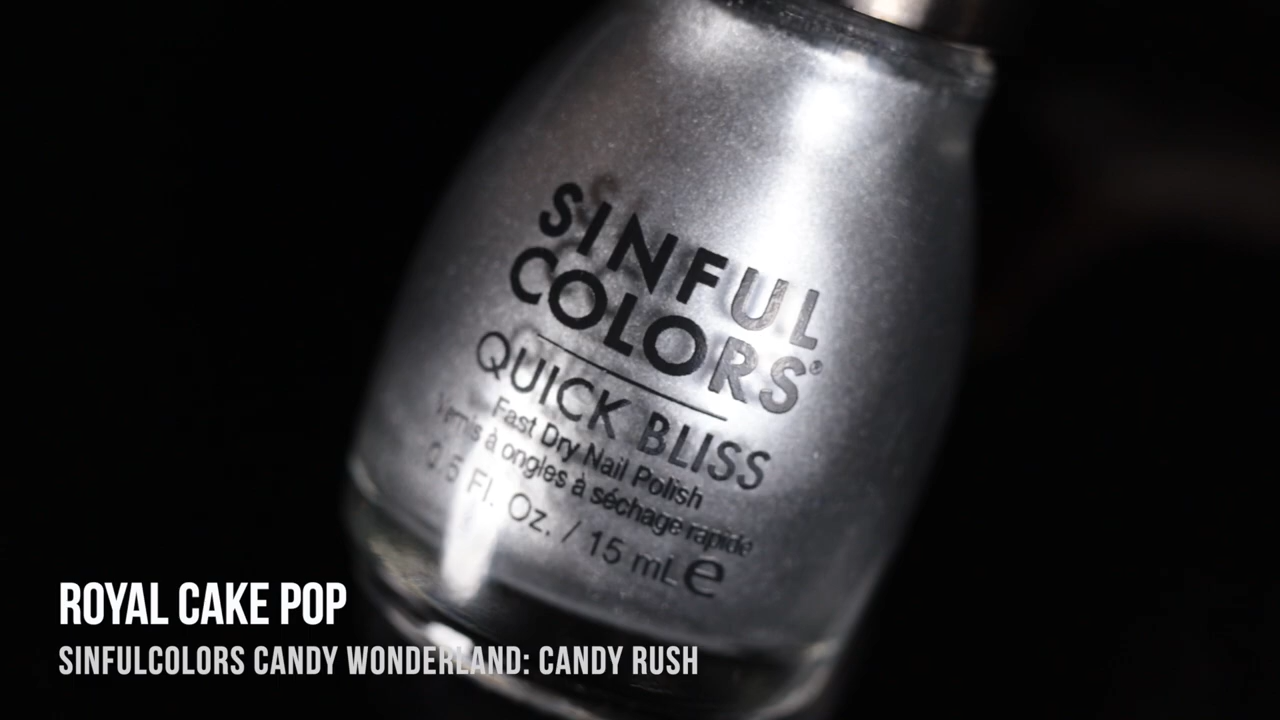 SINFUL
COLORS®
QUICK BLISS
Fast Dry Nail Polish
Vernis à ongles à séchage rapide
0.5 Fl. Oz. / 15 mL e
ROYAL CAKE POP
SINFULCOLORS CANDY WONDERLAND: CANDY RUSH